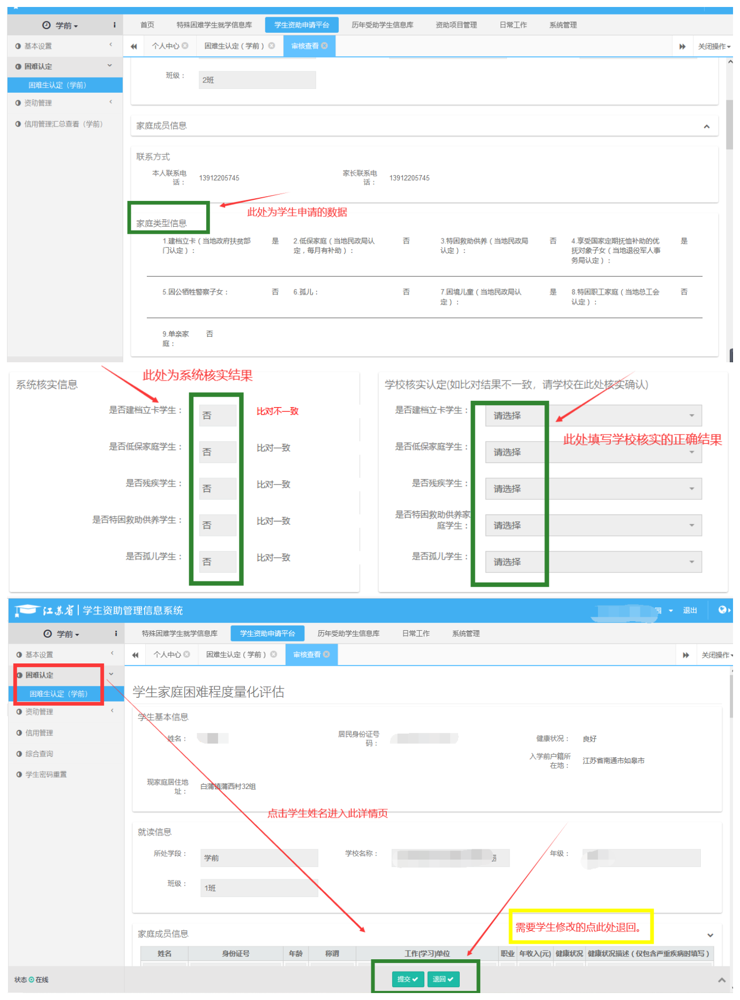 学前 i
首页 特殊困难学生就学信息库 学生资助申请平台 历年受助学生信息库 资助项目管理 日常工作 系统管理
基本设置
个人中心 困难生认定（学前） 审核查看 关闭操作
困难认定
困难生认定（学前）
资助管理
信用管理汇总查看（学前）
班级： 2班
家庭成员信息
联系方式
本人联系电话： 13912205745 家长联系电话： 13912205745
此处为学生申请的数据
家庭类型信息
1.建档立卡（当地政府扶贫部门认定）： 是 2.低保家庭（当地民政局认定，每月有补助）： 否 3.特困救助供养（当地民政局认定）： 否 4.享受国家定期抚恤补助的优抚对象子女（当地退役军人事务局认定）： 是
5.因公牺牲警察子女： 否 6.孤儿： 否 7.困境儿童（当地民政局认定）： 是 8.特困职工家庭（当地总工会认定）： 否
9.单亲家庭： 否
此处为系统核实结果
系统核实信息
是否建档立卡学生： 否 比对不一致
是否低保家庭学生： 否 比对一致
是否残疾学生： 否 比对一致
是否特困救助供养学生： 否 比对一致
是否孤儿学生： 否 比对一致
学校核实认定(如比对结果不一致，请学校在此处核实确认)
是否建档立卡学生： 请选择
此处填写学校核实的正确结果
是否低保家庭学生： 请选择
是否残疾学生： 请选择
是否特困救助供养家庭学生： 请选择
是否孤儿学生： 请选择
江苏省 学生资助管理信息系统 园 退出
学前 i
特殊困难学生就学信息库 学生资助申请平台 历年受助学生信息库 日常工作 系统管理
基本设置
个人中心 困难生认定（学前） 审核查看 关闭操作
困难认定
困难生认定（学前）
资助管理
信用管理
综合查询
学生密码重置
学生家庭困难程度量化评估
学生基本信息
姓名： 居民身份证号码： 健康状况： 良好
入学前户籍所在地： 江苏省南通市如皋市
现家庭居住地址： 白蒲镇蒲西村32组
点击学生姓名进入此详情页
就读信息
所处学段： 学前 学校名称： 年级：
班级： 1班
需要学生修改的点此处退回。
家庭成员信息
姓名 身份证号 年龄 称谓 工作(学习)单位 职业 年收入(元) 健康状况 健康状况描述（仅包含严重疾病时填写）
状态 在线 提交 退回